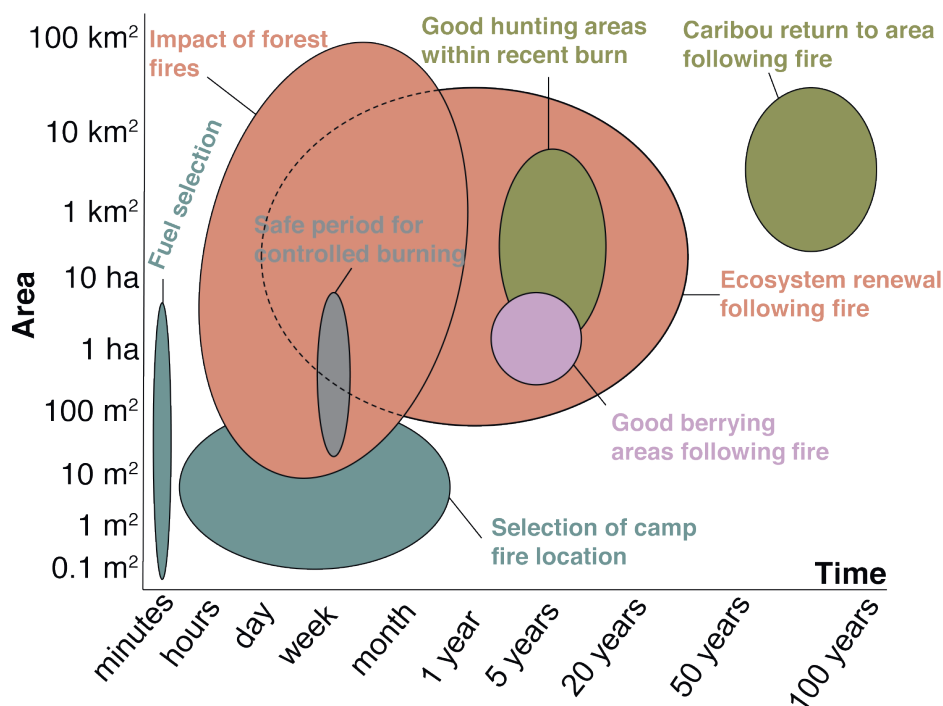 100 km²
10 km²
1 km²
10 ha
1 ha
100 m²
10 m²
1 m²
0.1 m²
Area
Impact of forest
fires
Good hunting areas
within recent burn
Caribou return to area
following fire
Fuel selection
Safe period for
controlled burning
Ecosystem renewal
following fire
Good berrying
areas following fire
Selection of camp
fire location
Time
minutes
hours
day
week
month
1 year
5 years
20 years
50 years
100 years